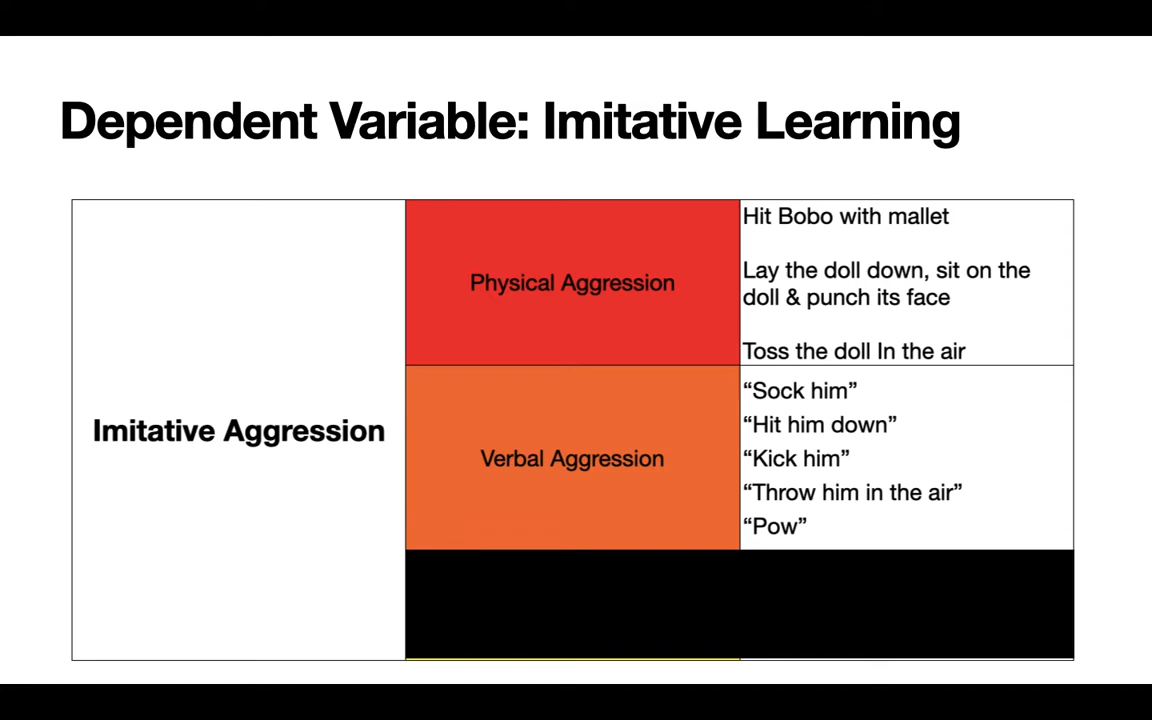 Dependent Variable: Imitative Learning
Imitative Aggression
Physical Aggression
Hit Bobo with mallet
Lay the doll down, sit on the
doll & punch its face
Toss the doll In the air
Verbal Aggression
“Sock him”
“Hit him down”
“Kick him”
“Throw him in the air”
“Pow”